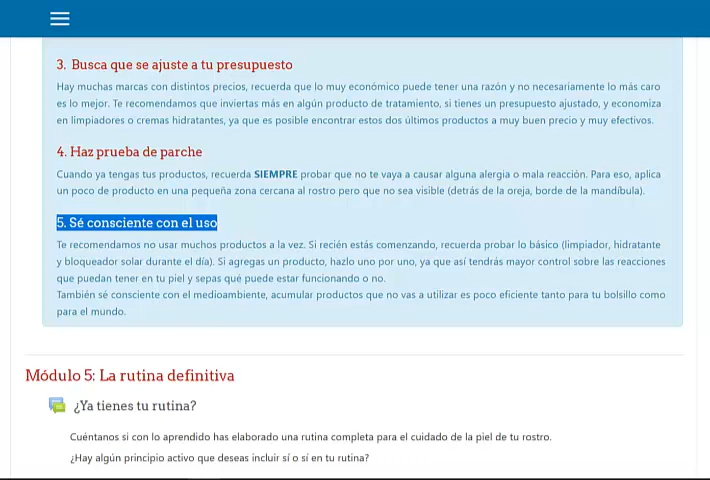 3. Busca que se ajuste a tu presupuesto
Hay muchas marcas con distintos precios, recuerda que lo muy económico puede tener una razón y no necesariamente lo más caro
es lo mejor. Te recomendamos que inviertas más en algún producto de tratamiento, si tienes un presupuesto ajustado, y economiza
en limpiadores o cremas hidratantes, ya que es posible encontrar estos dos últimos productos a muy buen precio y muy efectivos.
4. Haz prueba de parche
Cuando ya tengas tus productos, recuerda SIEMPRE probar que no te vaya a causar alguna alergia o mala reacción. Para eso, aplica
un poco de producto en una pequeña zona cercana al rostro pero que no sea visible (detrás de la oreja, borde de la mandíbula).
5. Sé consciente con el uso
Te recomendamos no usar muchos productos a la vez. Si recién estás comenzando, recuerda probar lo básico (limpiador, hidratante
y bloqueador solar durante el día). Si agregas un producto, hazlo uno por uno, ya que así tendrás mayor control sobre las reacciones
que puedan tener en tu piel y sepas qué puede estar funcionando o no.
También sé consciente con el medioambiente, acumular productos que no vas a utilizar es poco eficiente tanto para tu bolsillo como
para el mundo.
Módulo 5: La rutina definitiva
¿Ya tienes tu rutina?
Cuéntanos si con lo aprendido has elaborado una rutina completa para el cuidado de la piel de tu rostro.
¿Hay algún principio activo que deseas incluir sí o sí en tu rutina?